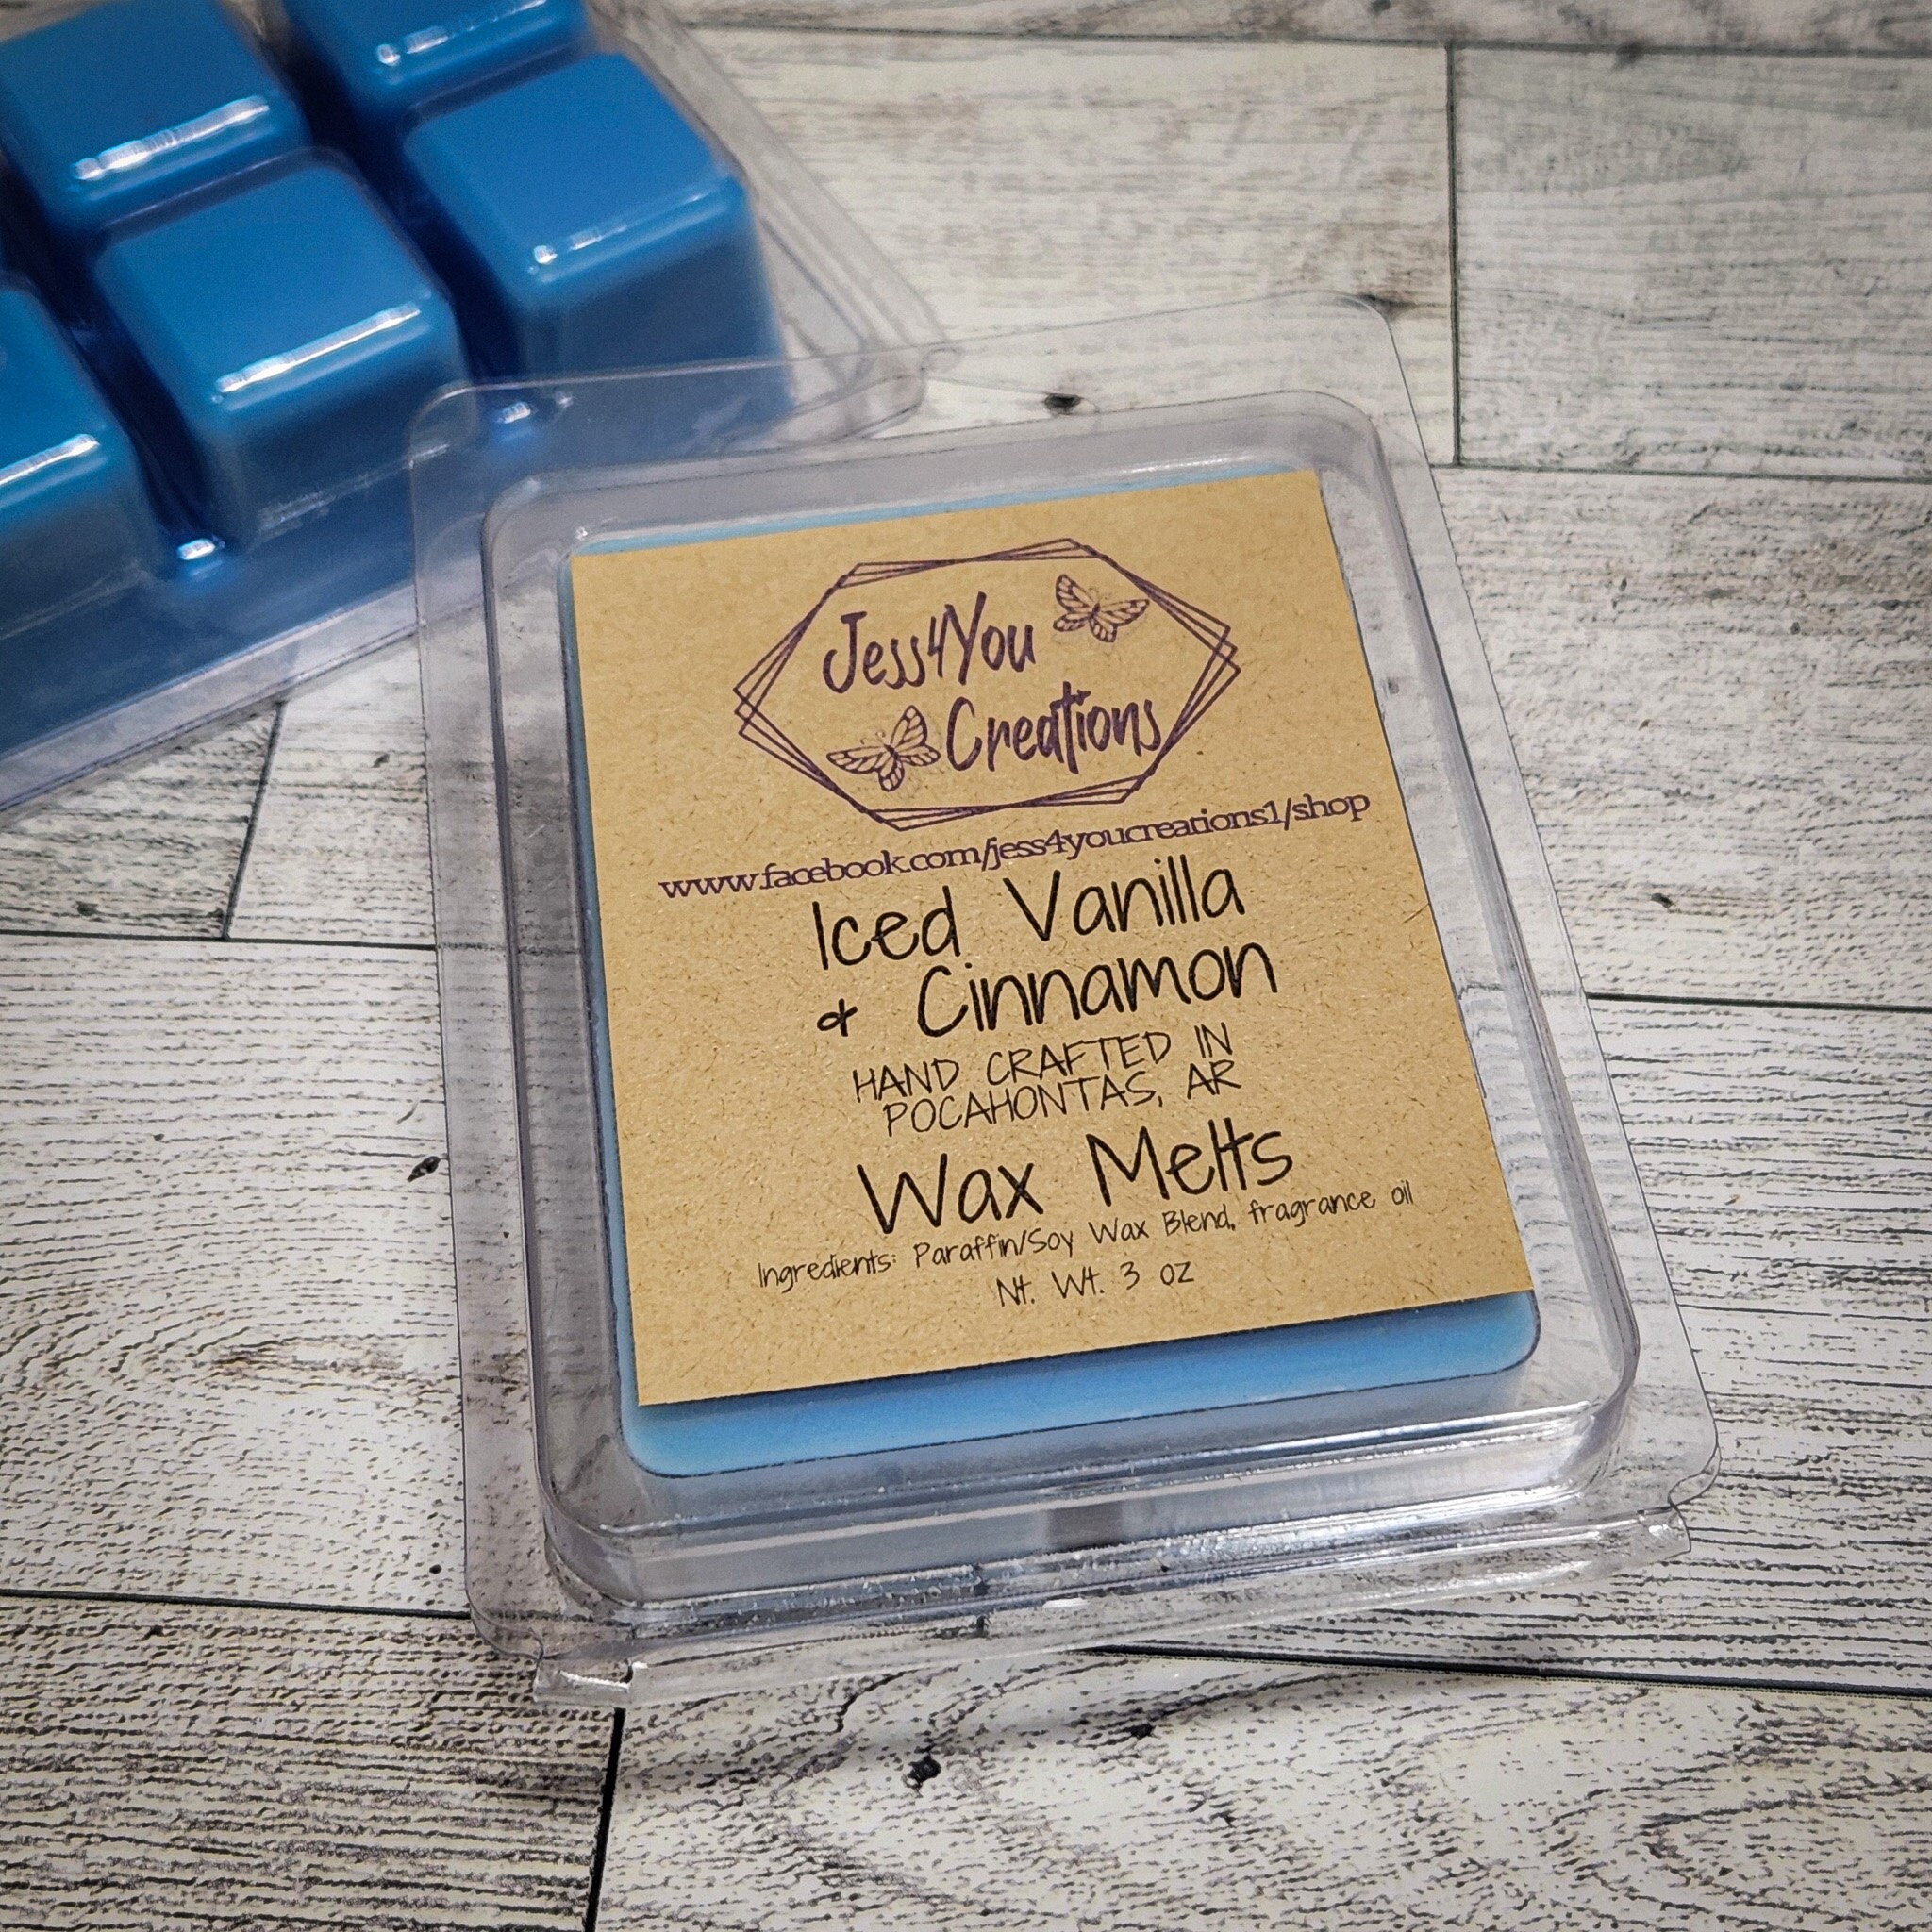 Jess4You
Creations
www.facebook.com/jess4youcreations1/shop
Iced Vanilla
& Cinnamon
HAND CRAFTED IN
POCAHONTAS, AR
Wax Melts
Ingredients: Paraffin/Soy Wax Blend, fragrance oil
Nt. Wt. 3 oz